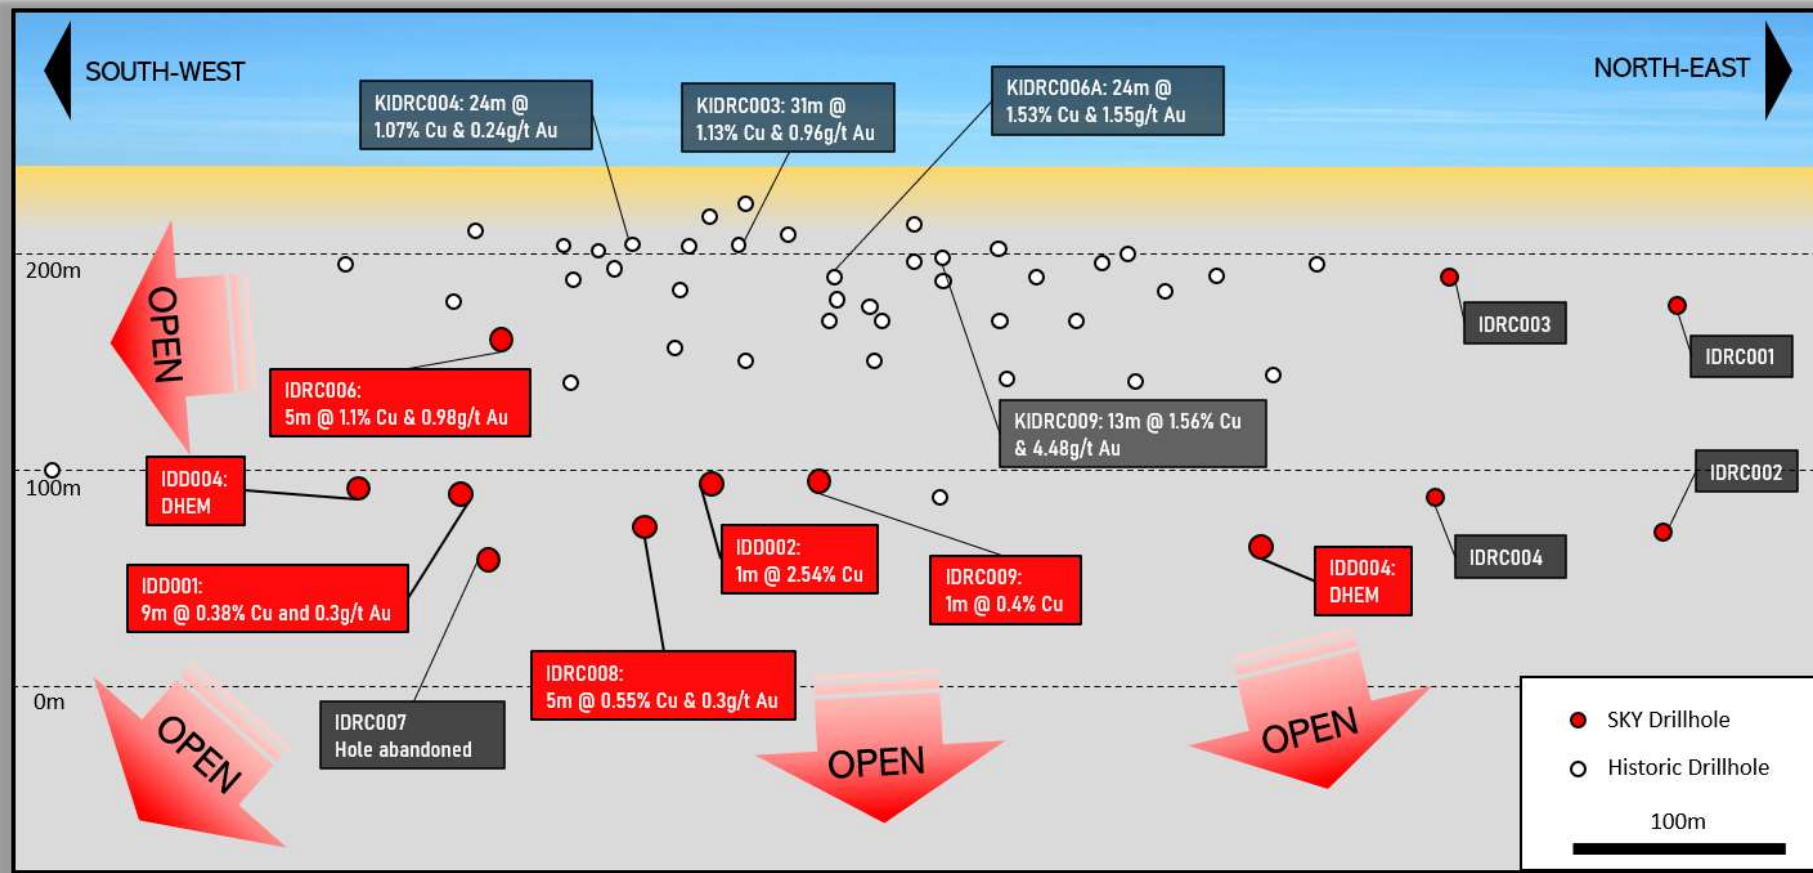 SOUTH-WEST
NORTH-EAST
KIDRC004: 24m @
1.07% Cu & 0.24g/t Au
KIDRC003: 31m @
1.13% Cu & 0.96g/t Au
KIDRC006A: 24m @
1.53% Cu & 1.55g/t Au
200m
OPEN
IDRC003
IDRC001
IDRC006:
5m @ 1.1% Cu & 0.98g/t Au
KIDRC009: 13m @ 1.56% Cu
& 4.48g/t Au
100m
IDD004:
DHEM
IDRC002
IDD001:
9m @ 0.38% Cu and 0.3g/t Au
IDD002:
1m @ 2.54% Cu
IDRC009:
1m @ 0.4% Cu
IDD004:
DHEM
IDRC004
IDRC008:
5m @ 0.55% Cu & 0.3g/t Au
0m
OPEN
IDRC007
Hole abandoned
OPEN
OPEN
SKY Drillhole
Historic Drillhole
100m